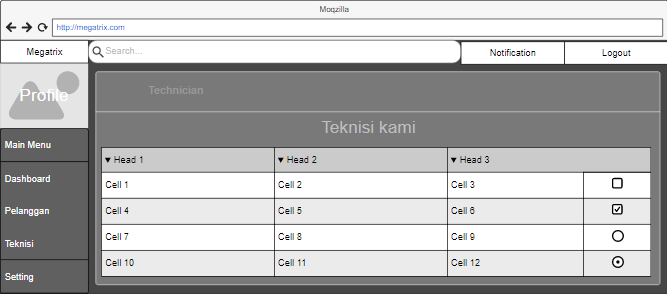 Moqzilla
http://megatrix.com
Megatrix
Search...
Notification
Logout
Profile
Technician
Main Menu
Dashboard
Pelanggan
Teknisi
Setting
Teknisi kami
Head 1 Head 2 Head 3
Cell 1 Cell 2 Cell 3
Cell 4 Cell 5 Cell 6
Cell 7 Cell 8 Cell 9
Cell 10 Cell 11 Cell 12